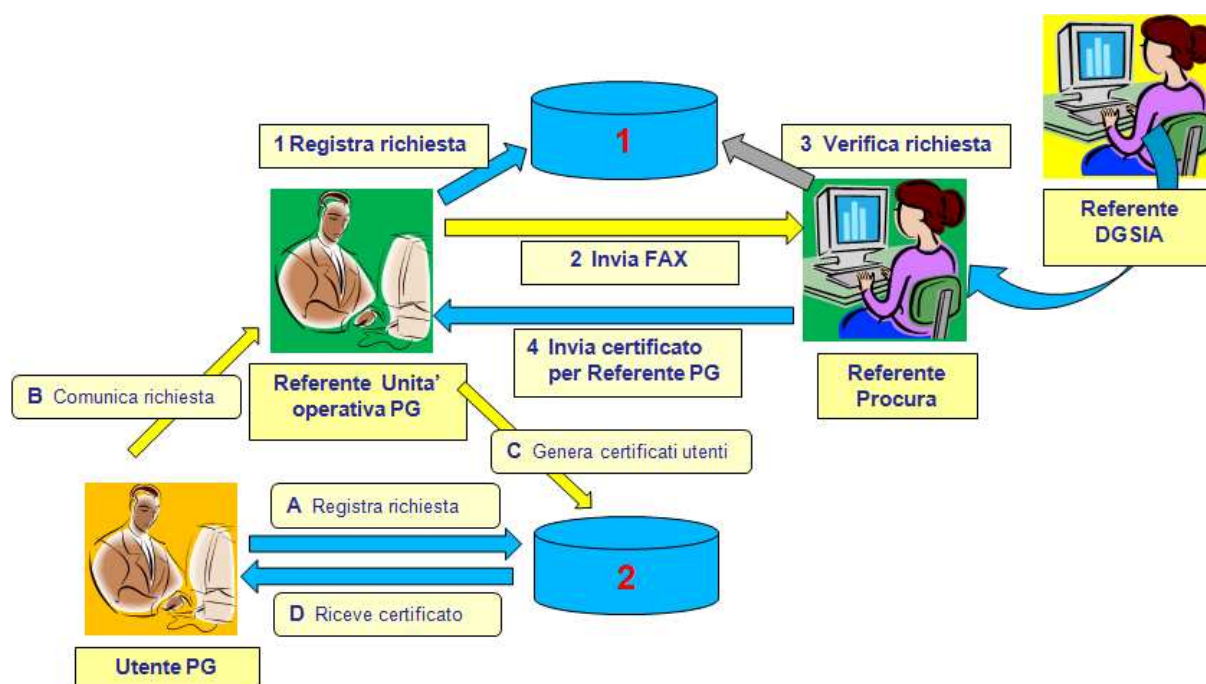 1
1 Registra richiesta
3 Verifica richiesta
Referente
DGSIA
2 Invia FAX
4 Invia certificato
per Referente PG
Referente Unita'
operativa PG
Referente
Procura
B Comunica richiesta
C Genera certificati utenti
A Registra richiesta
2
D Riceve certificato
Utente PG